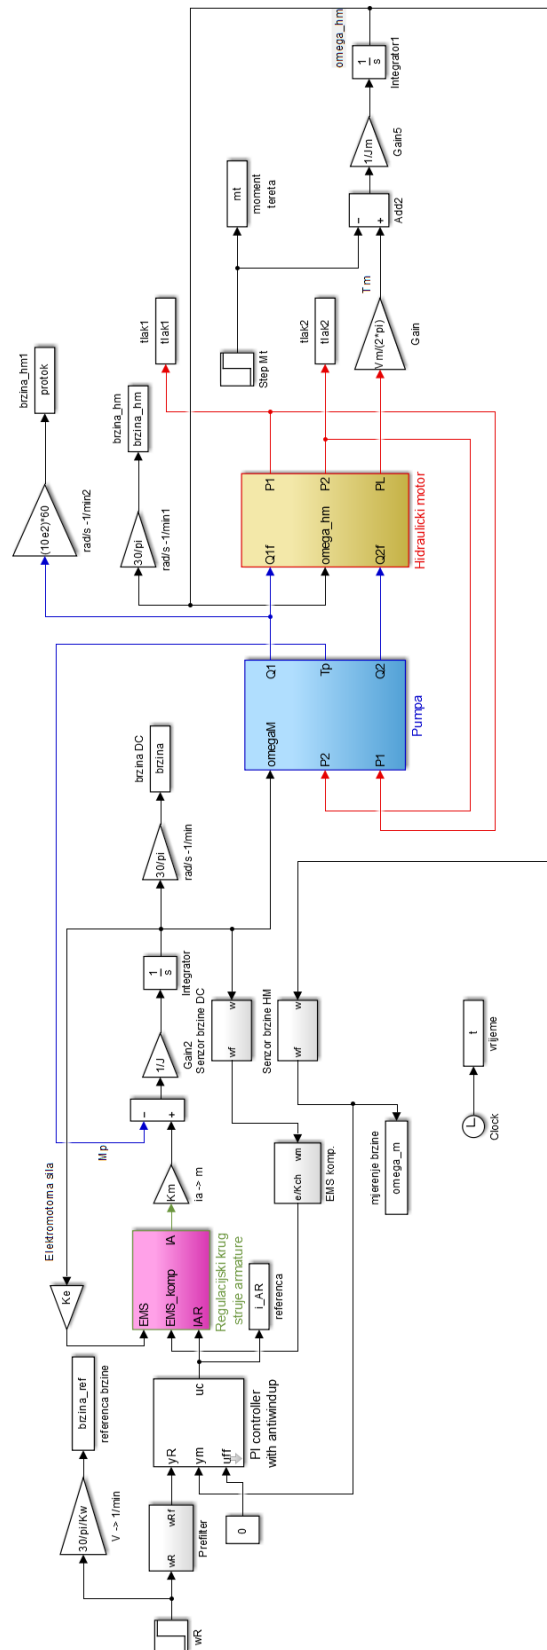 wR
30/pi/Kw
V -> 1/min
brzina_ref
referenca brzine
wR
wRf
Prefilter
0
yR
ym
uff
uc
PI controller
with antiwindup
i_AR
referenca
Ke
Elektromotorna sila
EMS
EMS_komp
IAR
IA
Regulacijski krug
struje armature
Km
ia -> m
Mp
1/J
Gain2
1
s
Integrator
30/pi
rad/s -1/min
brzina DC
brzina
Senzor brzine DC
wf
w
Senzor brzine HM
wf
w
e/Kch
wm
EMS komp.
mjerenje brzine
omega_m
Clock
t
vrijeme
omegaM
P2
P1
Q1
Tp
Q2
Pumpa
(10e2)*60
rad/s -1/min2
brzina_hm1
protok
30/pi
rad/s -1/min1
brzina_hm
brzina_hm
Q1f
omega_hm
Q2f
P1
P2
PL
Hidraulicki motor
tlak1
tlak1
tlak2
tlak2
Step Mt
mt
moment
tereta
Vm/(2*pi)
Gain
Tm
Add2
1/Jm
Gain5
1
s
Integrator1
omega_hm